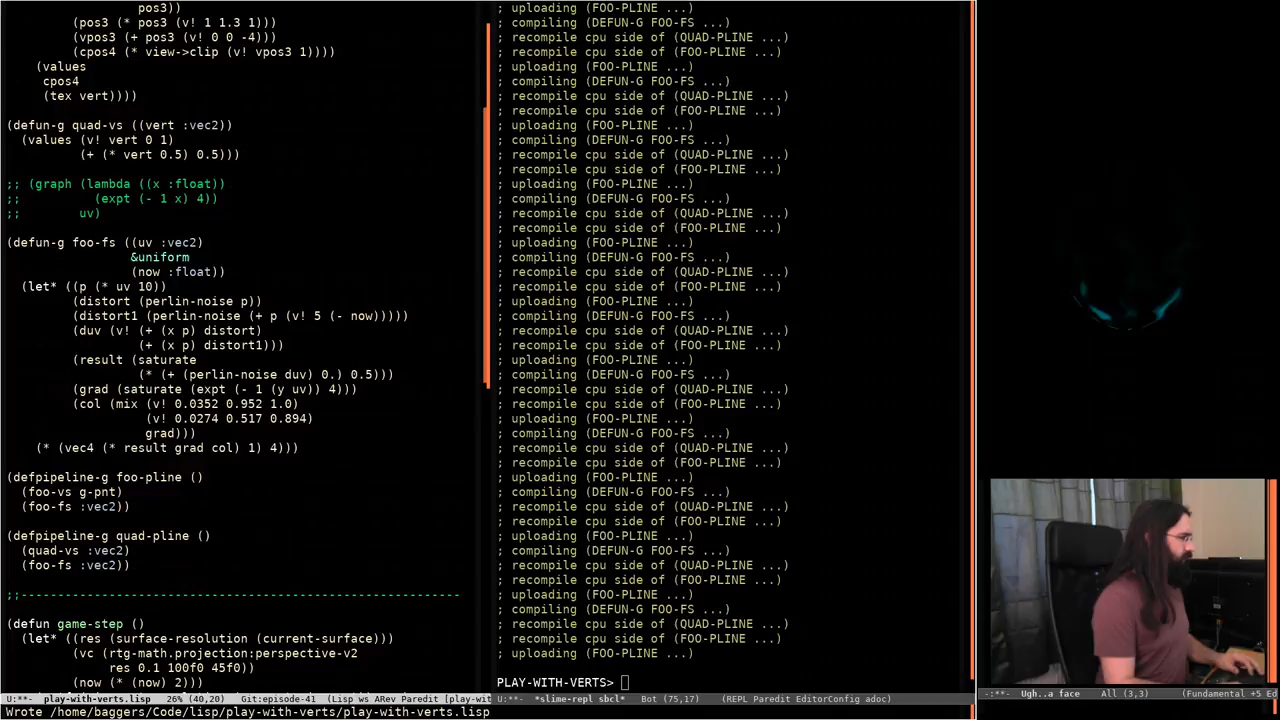 pos3))
(pos3 (* pos3 (v! 1 1.3 1)))
(vpos3 (+ pos3 (v! 0 0 -4)))
(cpos4 (* view->clip (v! vpos3 1))))
(values
cpos4
(tex vert))))
(defun-g quad-vs ((vert :vec2))
(values (v! vert 0 1)
(+ (* vert 0.5) 0.5)))
;; (graph (lambda ((x :float))
;;         (expt (- 1 x) 4))
;;       uv)
(defun-g foo-fs ((uv :vec2)
&uniform
(now :float))
(let* ((p (* uv 10))
(distort (perlin-noise p))
(distort1 (perlin-noise (+ p (v! 5 (- now)))))
(duv (v! (+ (x p) distort)
(+ (x p) distort1)))
(result (saturate
(* (+ (perlin-noise duv) 0.) 0.5)))
(grad (saturate (expt (- 1 (y uv)) 4)))
(col (mix (v! 0.0352 0.952 1.0)
(v! 0.0274 0.517 0.894)
grad)))
(* (vec4 (* result grad col) 1) 4)))
(defpipeline-g foo-pline ()
(foo-vs g-pnt)
(foo-fs :vec2))
(defpipeline-g quad-pline ()
(quad-vs :vec2)
(foo-fs :vec2))
;;------------------------------------------------------------
(defun game-step ()
(let* ((res (surface-resolution (current-surface)))
(vc (rtg-math.projection:perspective-v2
res 0.1 100f0 45f0))
(now (* (now) 2)))
U:**-  play-with-verts.lisp   26% (40,20)   Git:episode-41  (Lisp ws ARev Paredit [play-wit
; uploading (FOO-PLINE ...)
; compiling (DEFUN-G FOO-FS ...)
; recompile cpu side of (QUAD-PLINE ...)
; recompile cpu side of (FOO-PLINE ...)
; uploading (FOO-PLINE ...)
; compiling (DEFUN-G FOO-FS ...)
; recompile cpu side of (QUAD-PLINE ...)
; recompile cpu side of (FOO-PLINE ...)
; uploading (FOO-PLINE ...)
; compiling (DEFUN-G FOO-FS ...)
; recompile cpu side of (QUAD-PLINE ...)
; recompile cpu side of (FOO-PLINE ...)
; uploading (FOO-PLINE ...)
; compiling (DEFUN-G FOO-FS ...)
; recompile cpu side of (QUAD-PLINE ...)
; recompile cpu side of (FOO-PLINE ...)
; uploading (FOO-PLINE ...)
; compiling (DEFUN-G FOO-FS ...)
; recompile cpu side of (QUAD-PLINE ...)
; recompile cpu side of (FOO-PLINE ...)
; uploading (FOO-PLINE ...)
; compiling (DEFUN-G FOO-FS ...)
; recompile cpu side of (QUAD-PLINE ...)
; recompile cpu side of (FOO-PLINE ...)
; uploading (FOO-PLINE ...)
; compiling (DEFUN-G FOO-FS ...)
; recompile cpu side of (QUAD-PLINE ...)
; recompile cpu side of (FOO-PLINE ...)
; uploading (FOO-PLINE ...)
; compiling (DEFUN-G FOO-FS ...)
; recompile cpu side of (QUAD-PLINE ...)
; recompile cpu side of (FOO-PLINE ...)
; uploading (FOO-PLINE ...)
; compiling (DEFUN-G FOO-FS ...)
; recompile cpu side of (QUAD-PLINE ...)
; recompile cpu side of (FOO-PLINE ...)
; uploading (FOO-PLINE ...)
; compiling (DEFUN-G FOO-FS ...)
; recompile cpu side of (QUAD-PLINE ...)
; recompile cpu side of (FOO-PLINE ...)
; uploading (FOO-PLINE ...)
; compiling (DEFUN-G FOO-FS ...)
; recompile cpu side of (QUAD-PLINE ...)
; recompile cpu side of (FOO-PLINE ...)
; uploading (FOO-PLINE ...)
PLAY-WITH-VERTS>
U:**-  *slime-repl sbcl*   Bot (75,17)   (REPL Paredit EditorConfig adoc)
-:**-  Ugh..a face   All (3,3)   (Fundamental +5 Ed
Wrote /home/baggers/Code/lisp/play-with-verts/play-with-verts.lisp